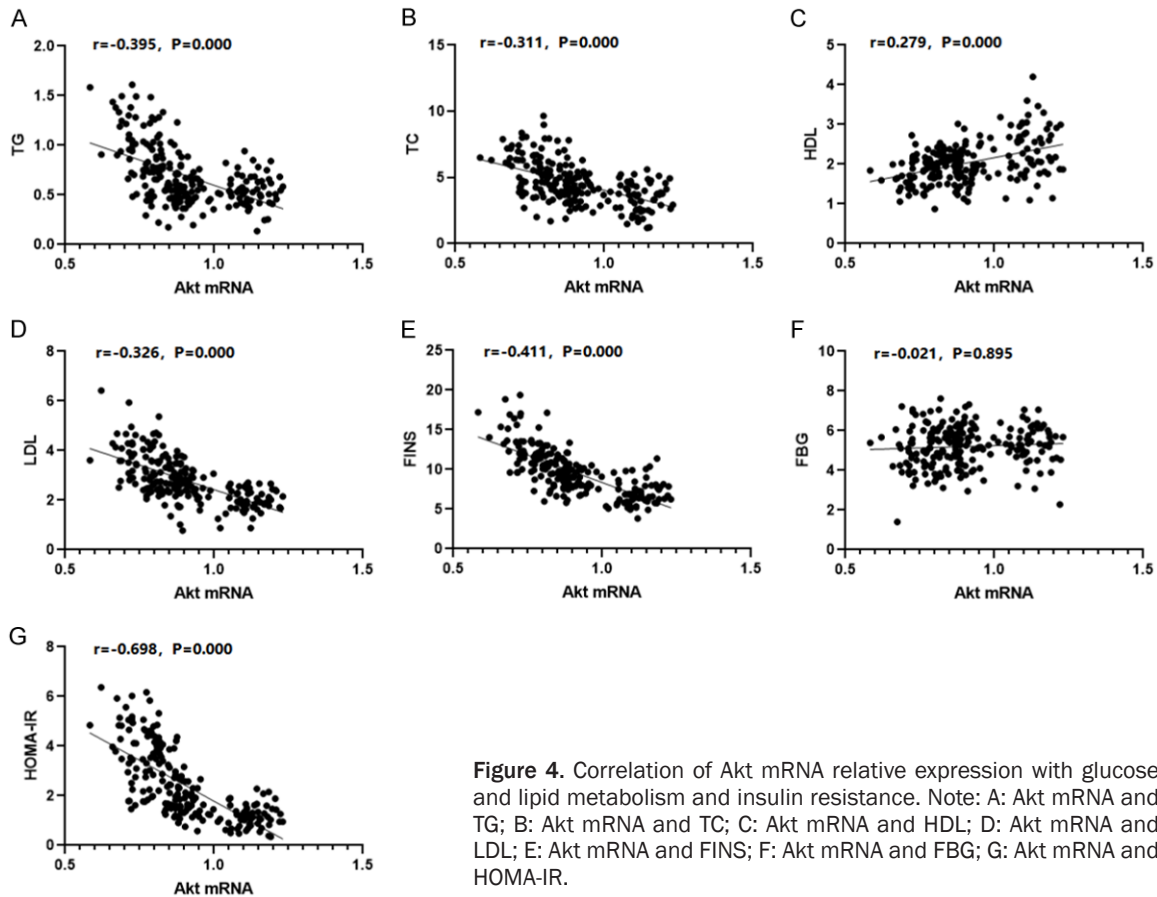 A
r=-0.395, P=0.000
TG
2.0
1.5
1.0
0.5
0.0
0.5 1.0 1.5
Akt mRNA
B
r=-0.311, P=0.000
TC
15
10
5
0
0.5 1.0 1.5
Akt mRNA
C
r=0.279, P=0.000
HDL
5
4
3
2
1
0
0.5 1.0 1.5
Akt mRNA
D
r=-0.326, P=0.000
LDL
8
6
4
2
0
0.5 1.0 1.5
Akt mRNA
E
r=-0.411, P=0.000
FINS
25
20
15
10
5
0
0.5 1.0 1.5
Akt mRNA
F
r=-0.021, P=0.895
FBG
10
8
6
4
2
0
0.5 1.0 1.5
Akt mRNA
G
r=-0.698, P=0.000
HOMA-IR
8
6
4
2
0
0.5 1.0 1.5
Akt mRNA
Figure 4. Correlation of Akt mRNA relative expression with glucose
and lipid metabolism and insulin resistance. Note: A: Akt mRNA and
TG; B: Akt mRNA and TC; C: Akt mRNA and HDL; D: Akt mRNA and
LDL; E: Akt mRNA and FINS; F: Akt mRNA and FBG; G: Akt mRNA and
HOMA-IR.